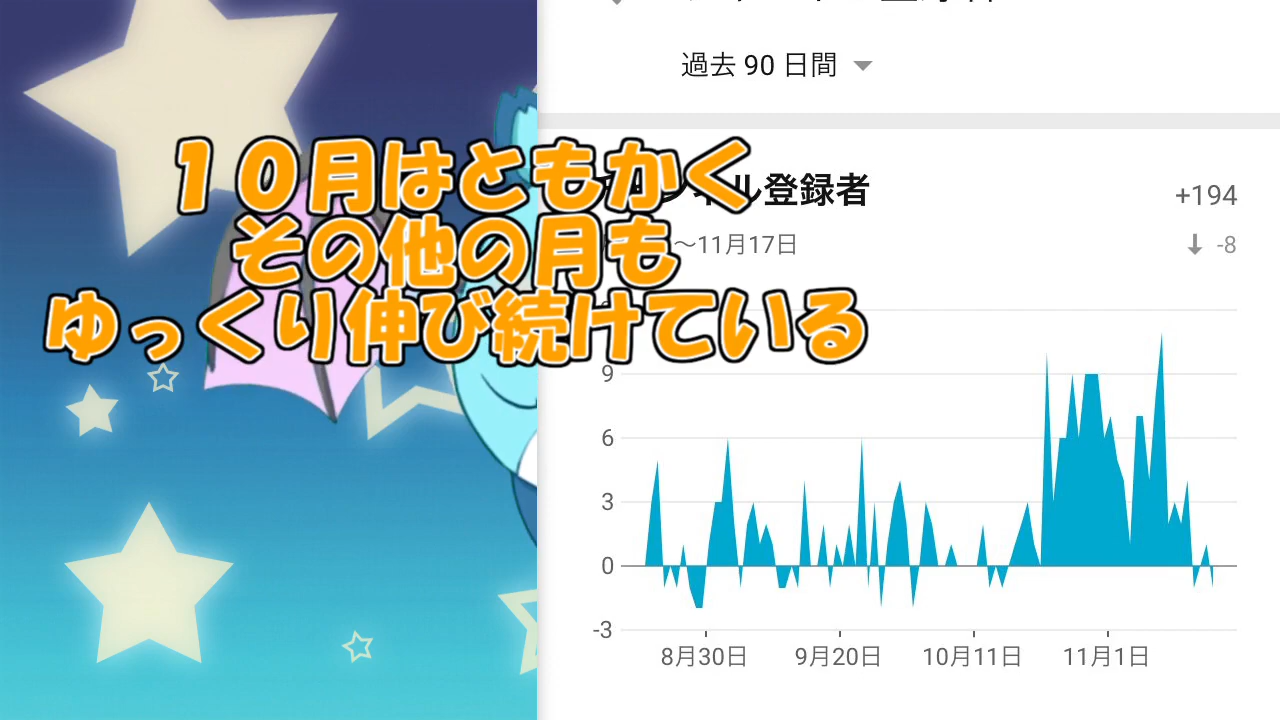 過去 90 日間
１０月はともかく
その他の月も
ゆっくり伸び続けている
ル登録者
+194
～11月17日
-8
9
6
3
0
-3
8月30日
9月20日
10月11日
11月1日